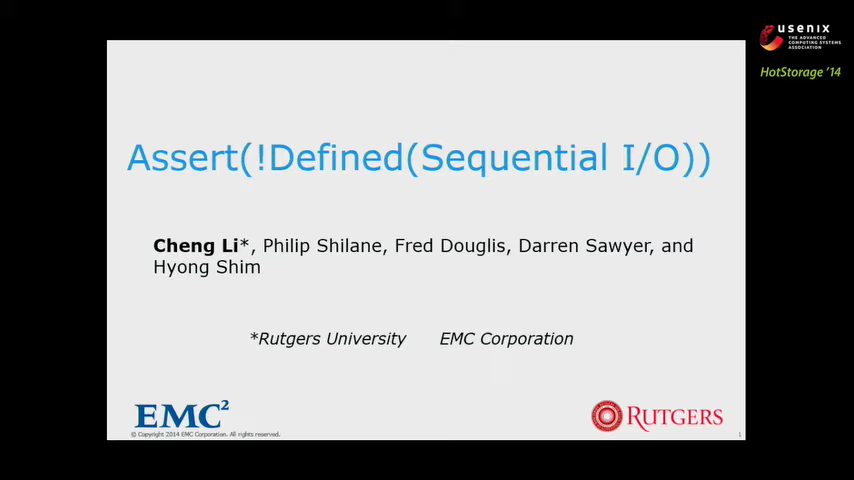 usenix
THE ADVANCED
COMPUTING SYSTEMS
ASSOCIATION
HotStorage '14
Assert(!Defined(Sequential I/O))
Cheng Li*, Philip Shilane, Fred Douglis, Darren Sawyer, and
Hyong Shim
*Rutgers University EMC Corporation
EMC²
RUTGERS
© Copyright 2014 EMC Corporation. All rights reserved.
1